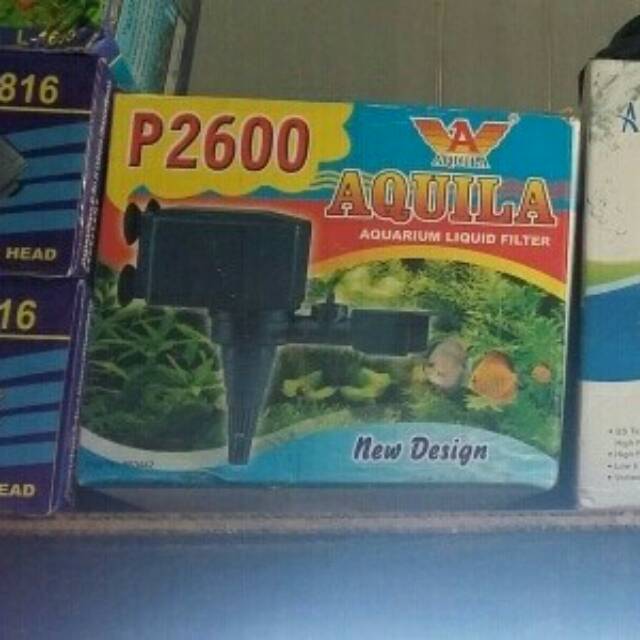 816
HEAD
16
EAD
P2600
A
AQUILA
AQUILA
AQUARIUM LIQUID FILTER
New Design
A